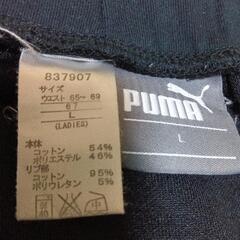 837907
サイズ
ウエスト 65～69
67
L
(LADIES)
本体
コットン 54%
ポリエステル 46%
リブ部
コットン 95%
ポリウレタン 5%
40
中
PUMA
L